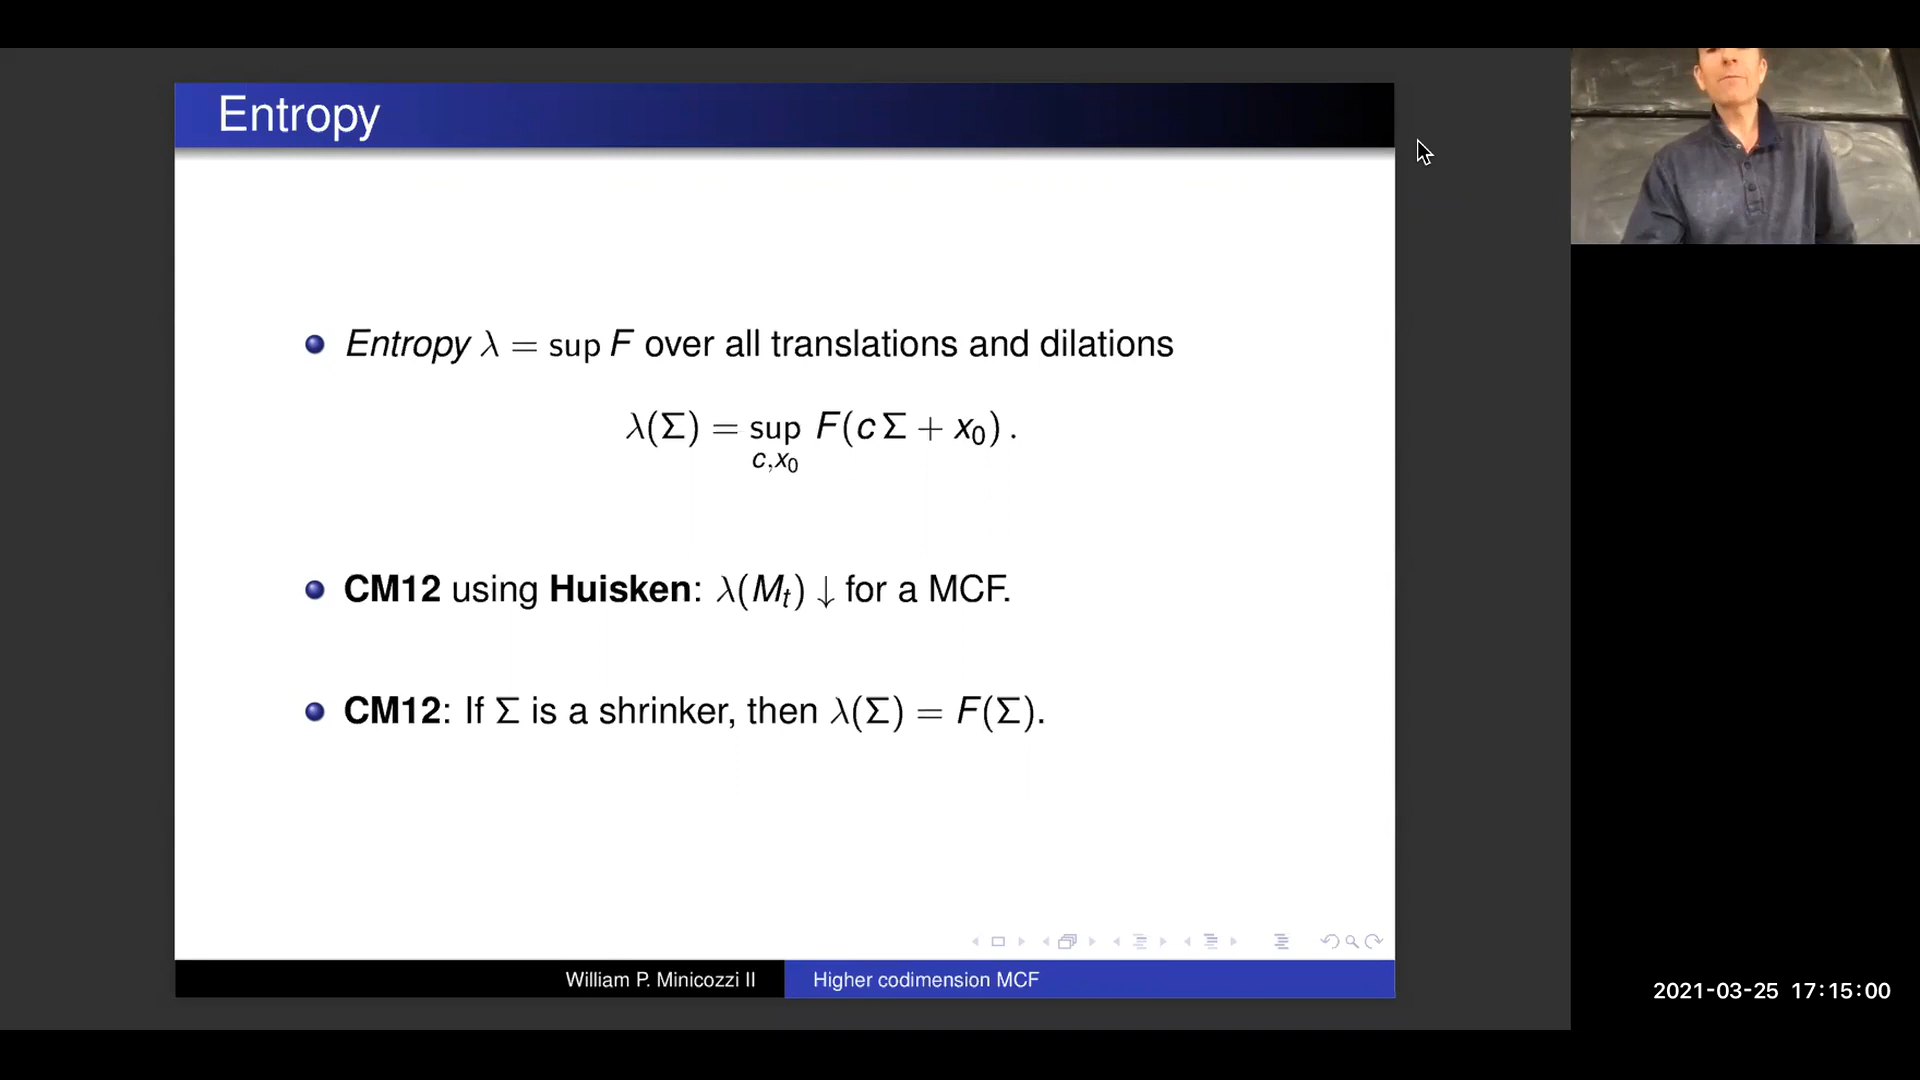 Entropy
Entropy λ = sup F over all translations and dilations
λ(Σ) = sup F(c Σ + x₀) .
c,x₀
CM12 using Huisken: λ(Mₜ) ↓ for a MCF.
CM12: If Σ is a shrinker, then λ(Σ) = F(Σ).
William P. Minicozzi II
Higher codimension MCF
2021-03-25 17:15:00